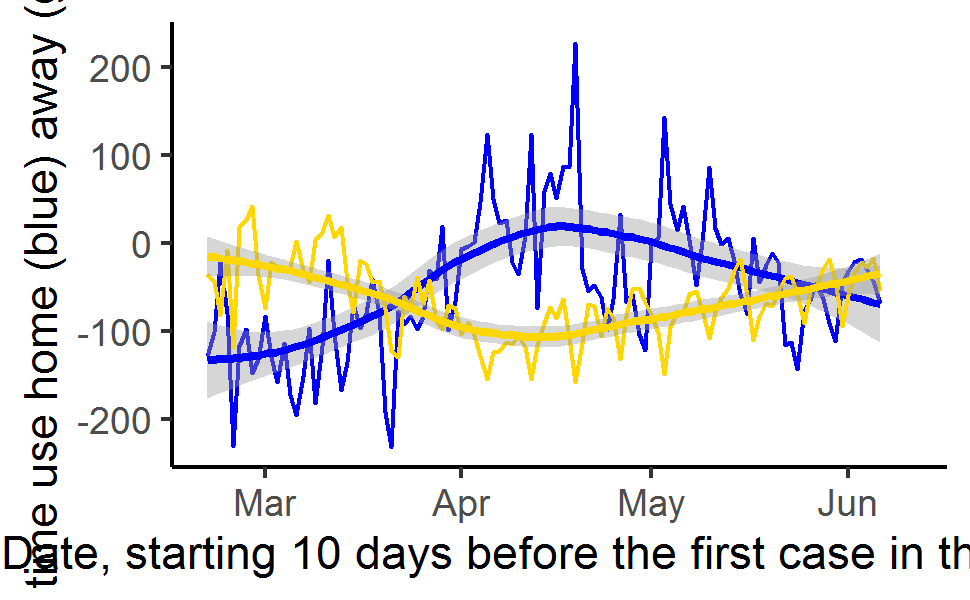 time use home (blue) away (
200
100
0
-100
-200
Mar Apr May Jun
Date, starting 10 days before the first case in th